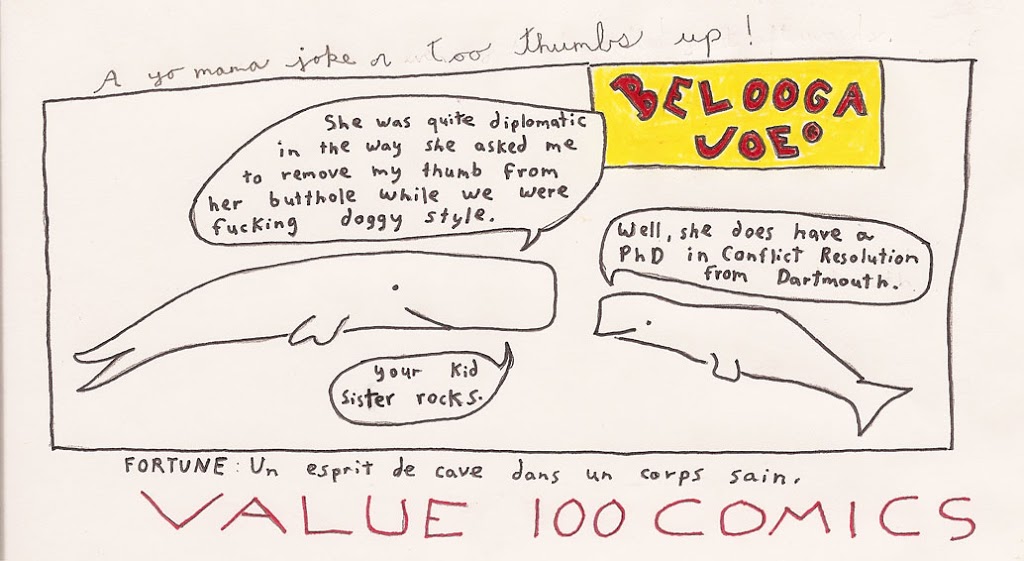 A yo mama joke r too thumbs up!
BELOOGA
JOE
She was quite diplomatic
in the way she asked me
to remove my thumb from
her butthole while we were
fucking doggy style.
Well, she does have a
PhD in Conflict Resolution
from Dartmouth.
your kid
sister rocks.
FORTUNE: Un esprit de cave dans un corps sain.
VALUE 100 COMICS